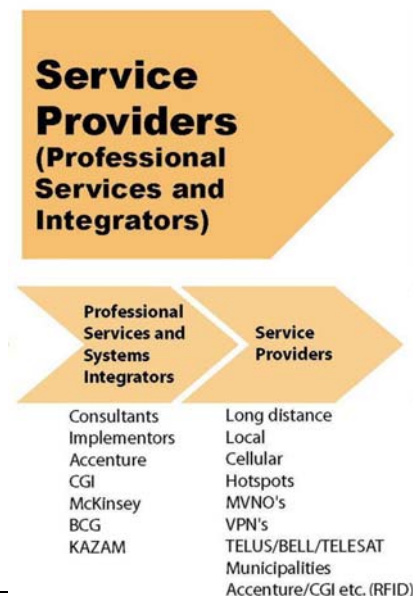 Service
Providers
(Professional
Services and
Integrators)
Professional
Services and
Systems
Integrators
Service
Providers
Consultants
Implementors
Accenture
CGI
McKinsey
BCG
KAZAM
Long distance
Local
Cellular
Hotspots
MVNO's
VPN's
TELUS/BELL/TELESAT
Municipalities
Accenture/CGI etc. (RFID)